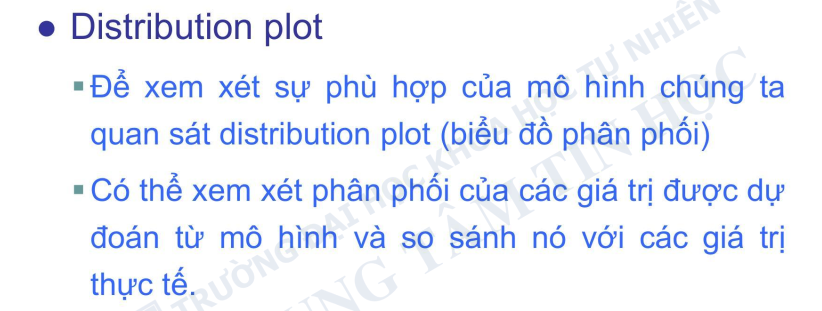 ● Distribution plot
▪ Để xem xét sự phù hợp của mô hình chúng ta
quan sát distribution plot (biểu đồ phân phối)
▪ Có thể xem xét phân phối của các giá trị được dự
đoán từ mô hình và so sánh nó với các giá trị
thực tế.
TRƯỜNG ĐẠI HỌC KHOA HỌC TỰ NHIÊN
TRUNG TÂM TIN HỌC